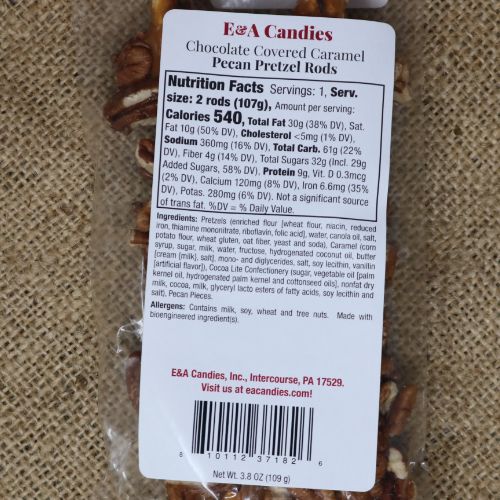 E&A Candies
Chocolate Covered Caramel
Pecan Pretzel Rods
Nutrition Facts Servings: 1, Serv.
size: 2 rods (107g), Amount per serving:
Calories 540, Total Fat 30g (38% DV), Sat.
Fat 10g (50% DV), Cholesterol <5mg (1% DV),
Sodium 360mg (16% DV), Total Carb. 61g (22%
DV), Fiber 4g (14% DV), Total Sugars 32g (Incl. 29g
Added Sugars, 58% DV), Protein 9g, Vit. D 0.3mcg
(2% DV), Calcium 120mg (8% DV), Iron 6.6mg (35%
DV), Potas. 280mg (6% DV). Not a significant source
of trans fat. %DV = % Daily Value.
Ingredients: Pretzels (enriched flour [wheat flour, niacin, reduced
iron, thiamine mononitrate, riboflavin, folic acid], water, canola oil, salt,
potato flour, wheat gluten, oat fiber, yeast and soda), Caramel (corn
syrup, sugar, milk, water, fructose, hydrogenated coconut oil, butter
[cream (milk), salt], mono- and diglycerides, salt, soy lecithin, vanillin
[artificial flavor]), Cocoa Lite Confectionery (sugar, vegetable oil [palm
kernel oil, hydrogenated palm kernel and cottonseed oils], nonfat dry
milk, cocoa, milk, glyceryl lacto esters of fatty acids, soy lecithin and
salt), Pecan Pieces.
Allergens: Contains milk, soy, wheat and tree nuts. Made with
bioengineered ingredient(s).
E&A Candies, Inc., Intercourse, PA 17529.
Visit us at eacandies.com!
8 10112 37182 6
Net Wt. 3.8 OZ (109 g)